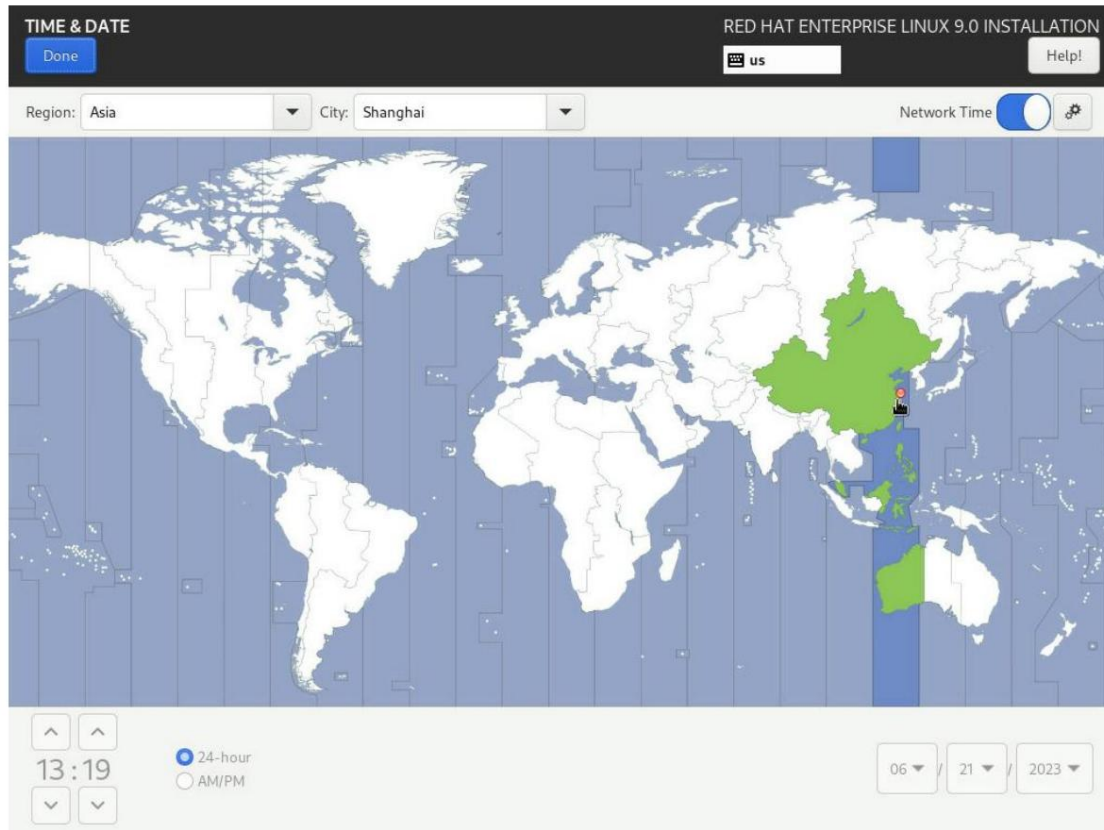 TIME & DATE
RED HAT ENTERPRISE LINUX 9.0 INSTALLATION
Done
us
Help!
Region: Asia
City: Shanghai
Network Time
13:19
24-hour
AM/PM
06 / 21 / 2023